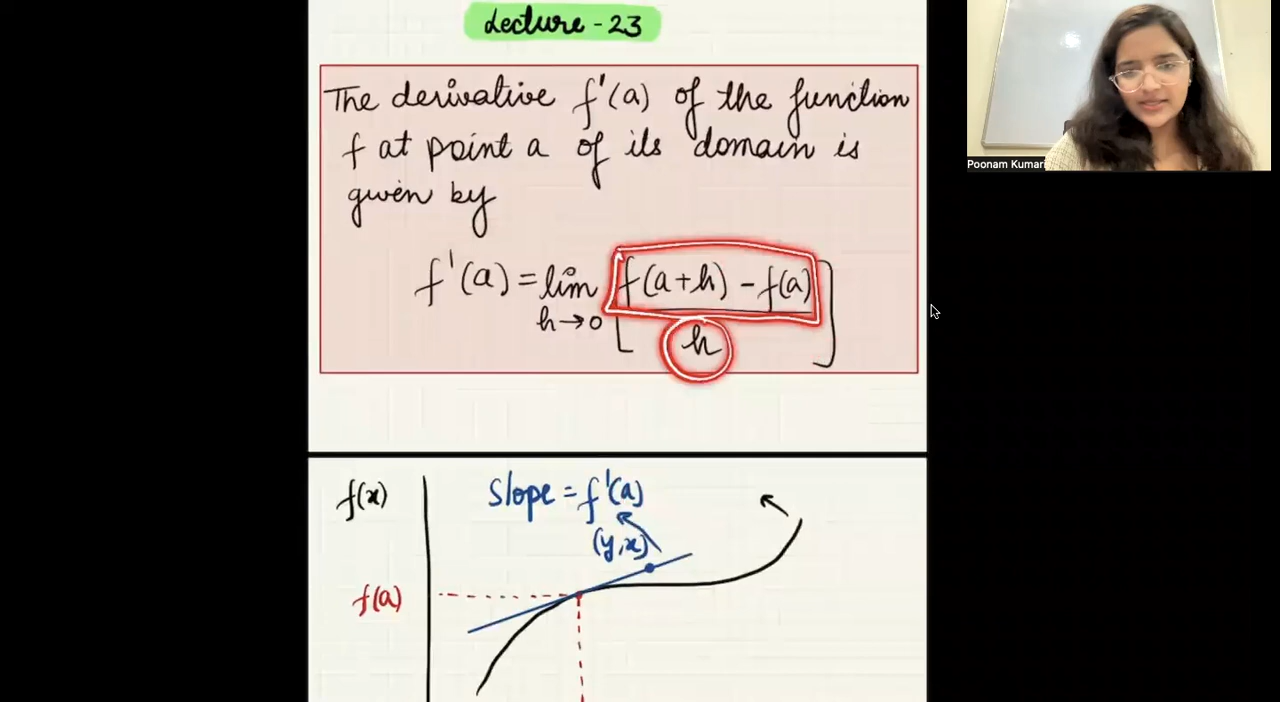 Lecture - 23
The derivative f'(a) of the function
f at point a of its domain is
given by
f'(a) = lim h→0 [f(a+h) - f(a) / h]
Poonam Kumari
f(x)
Slope = f'(a)
(y,x)
f(a)